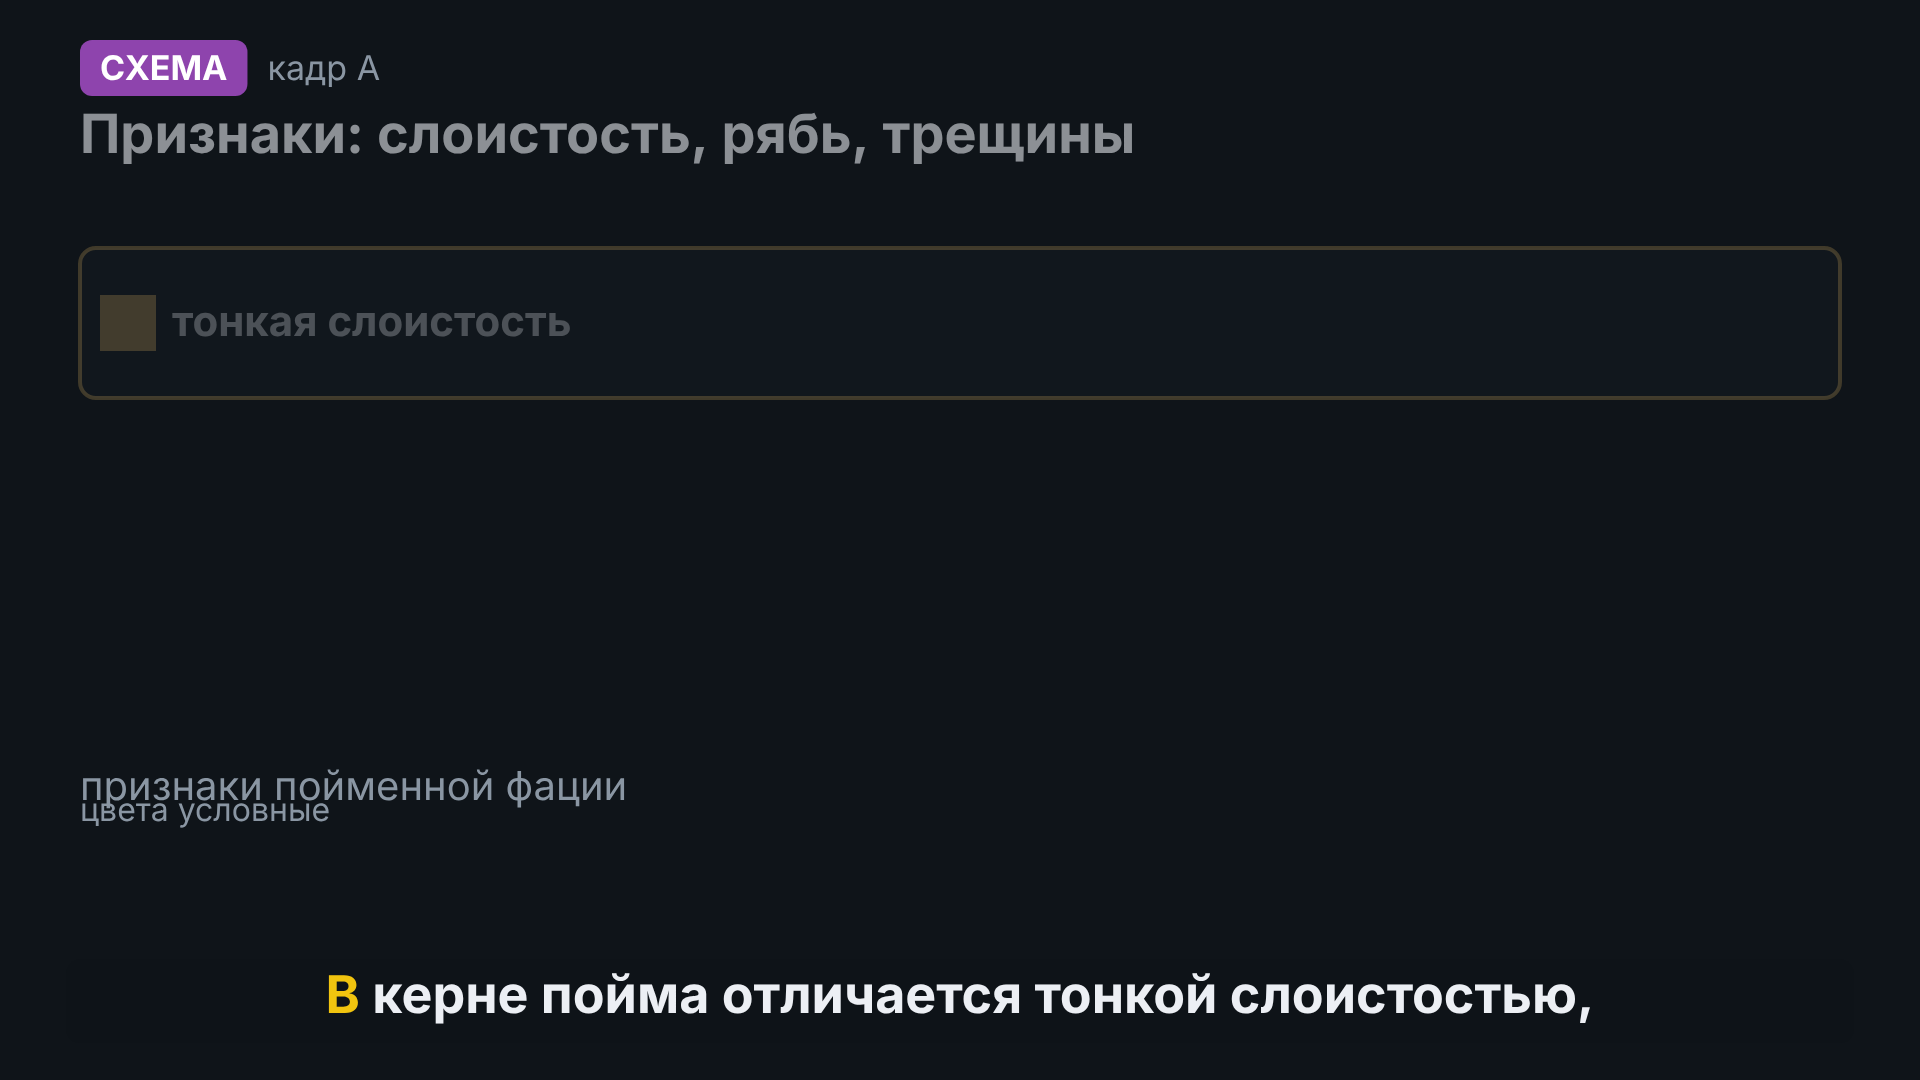 СХЕМА кадр А
Признаки: слоистость, рябь, трещины
тонкая слоистость
признаки пойменной фации
цвета условные
В керне пойма отличается тонкой слоистостью,